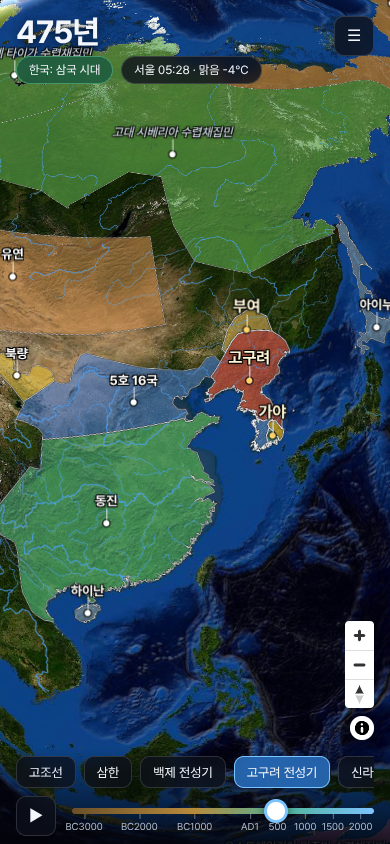 475년
타이가 수렵채집민
☰
한국: 삼국 시대
서울 05:28 · 맑음 -4°C
고대 시베리아 수렵채집민
유연
부여
아이누
고구려
북량
5호 16국
가야
동진
하이난
고조선
삼한
백제 전성기
고구려 전성기
신라
BC3000 BC2000 BC1000 AD1 500 1000 1500 2000